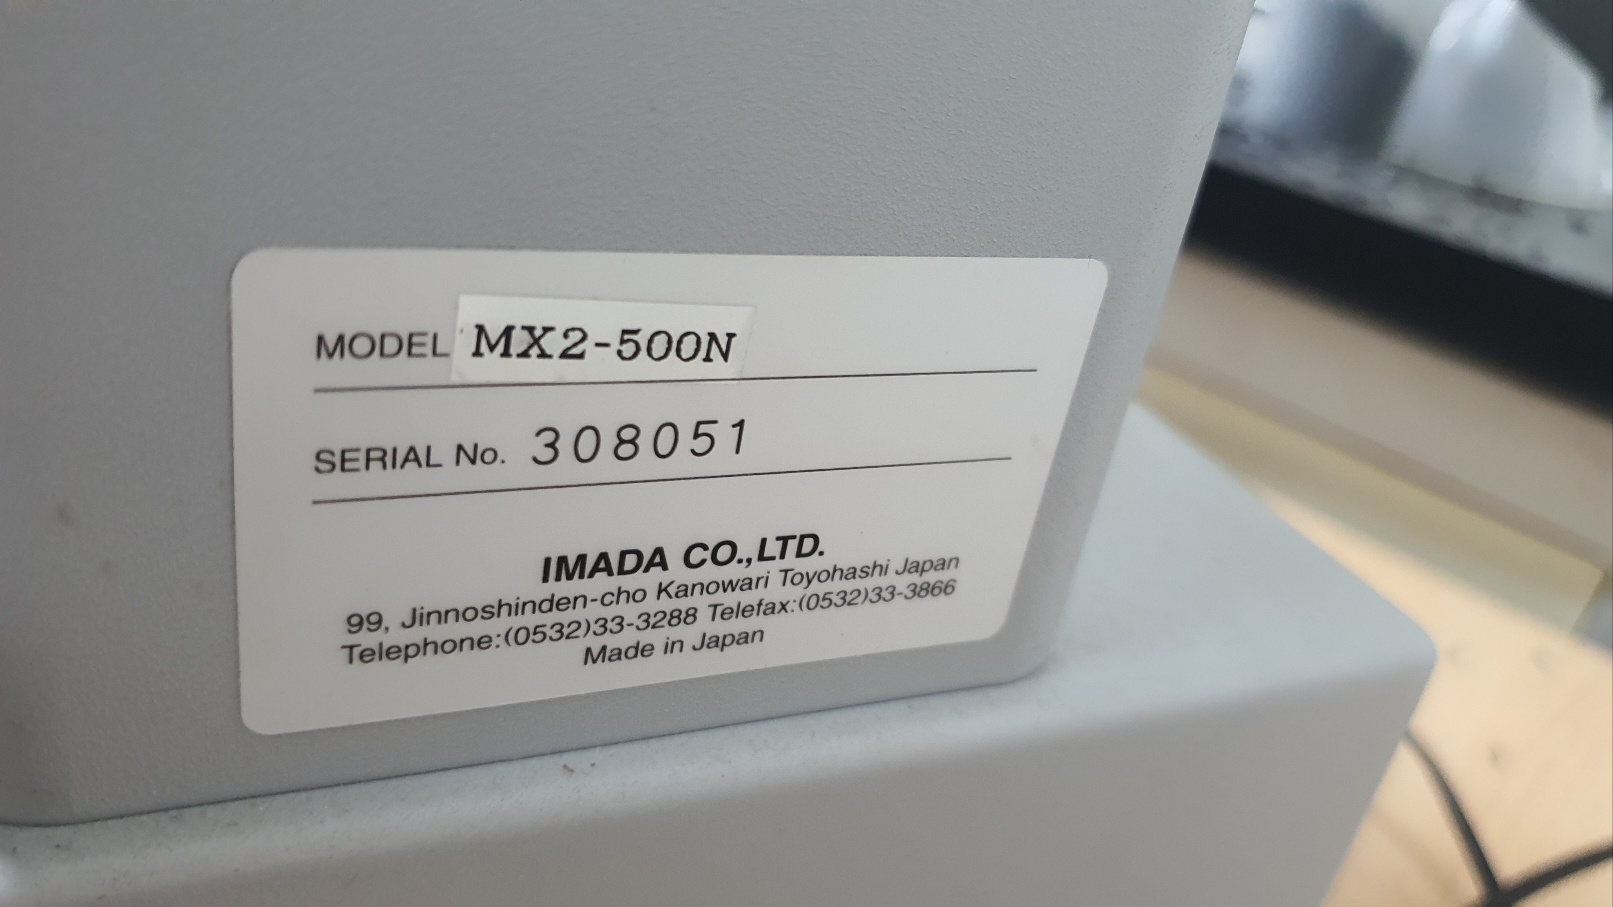 MODEL MX2-500N
SERIAL No. 308051
IMADA CO.,LTD.
99, Jinnoshinden-cho Kanowari Toyohashi Japan
Telephone:(0532)33-3288 Telefax:(0532)33-3866
Made in Japan